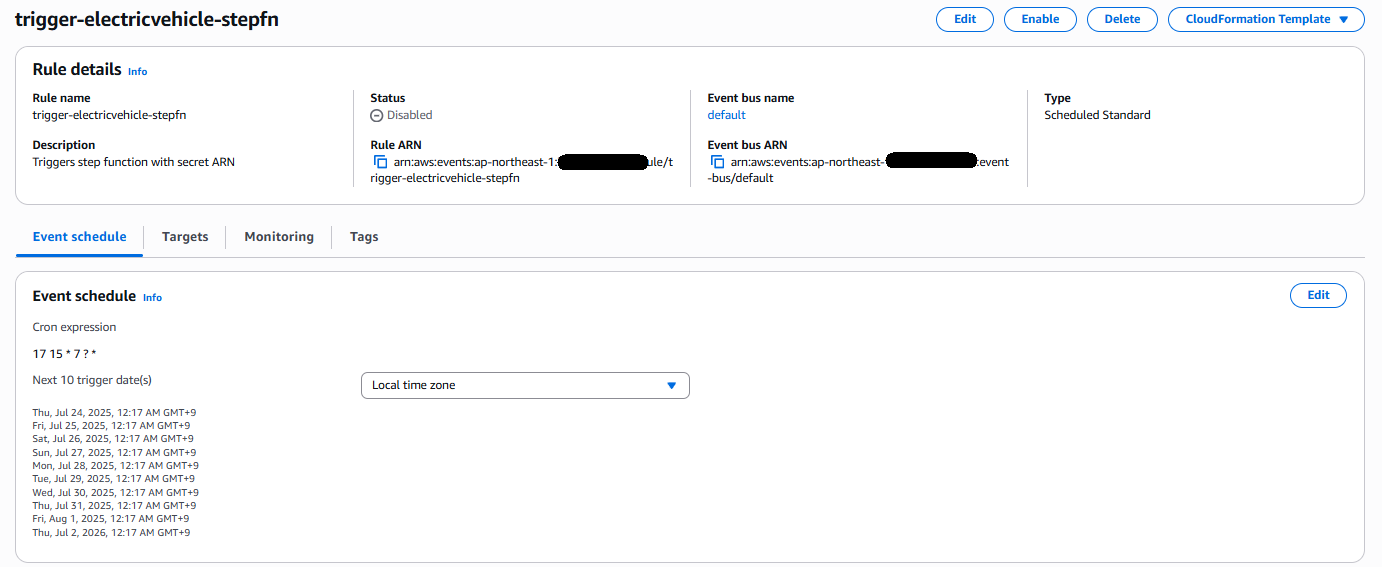 trigger-electricvehicle-stepfn
Edit
Enable
Delete
CloudFormation Template
Rule details Info
Rule name
trigger-electricvehicle-stepfn
Status
Disabled
Event bus name
default
Type
Scheduled Standard
Description
Triggers step function with secret ARN
Rule ARN
arn:aws:events:ap-northeast-1: ule/t
rigger-electricvehicle-stepfn
Event bus ARN
arn:aws:events:ap-northeast- :event
-bus/default
Event schedule
Targets
Monitoring
Tags
Event schedule Info
Edit
Cron expression
17 15 * 7 ? *
Next 10 trigger date(s)
Local time zone
Thu, Jul 24, 2025, 12:17 AM GMT+9
Fri, Jul 25, 2025, 12:17 AM GMT+9
Sat, Jul 26, 2025, 12:17 AM GMT+9
Sun, Jul 27, 2025, 12:17 AM GMT+9
Mon, Jul 28, 2025, 12:17 AM GMT+9
Tue, Jul 29, 2025, 12:17 AM GMT+9
Wed, Jul 30, 2025, 12:17 AM GMT+9
Thu, Jul 31, 2025, 12:17 AM GMT+9
Fri, Aug 1, 2025, 12:17 AM GMT+9
Thu, Jul 2, 2026, 12:17 AM GMT+9